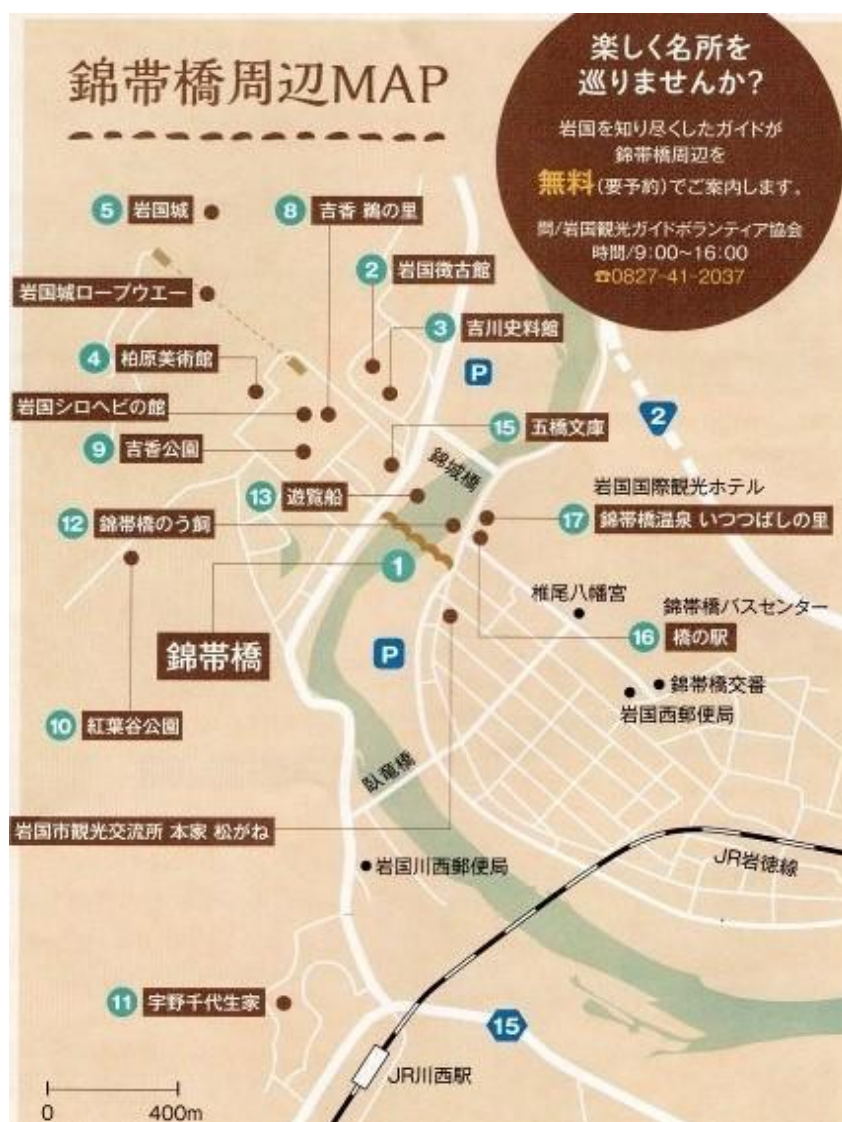 錦帯橋周辺MAP
楽しく名所を
巡りませんか?
岩国を知り尽くしたガイドが
錦帯橋周辺を
無料(要予約)でご案内します。
問/岩国観光ガイドボランティア協会
時間/9:00~16:00
☎0827-41-2037
5 岩国城
8 吉香 鵜の里
2 岩国徴古館
岩国城ロープウエー
3 吉川史料館
4 柏原美術館
P
2
岩国シロヘビの館
15 五橋文庫
9 吉香公園
錦城橋
岩国国際観光ホテル
13 遊覧船
17 錦帯橋温泉 いつつばしの里
12 錦帯橋のう飼
1
錦帯橋
椎尾八幡宮
錦帯橋バスセンター
16 橋の駅
P
錦帯橋交番
岩国西郵便局
10 紅葉谷公園
臥竜橋
岩国市観光交流所 本家 松がね
岩国川西郵便局
JR岩徳線
11 宇野千代生家
15
JR川西駅
0 400m